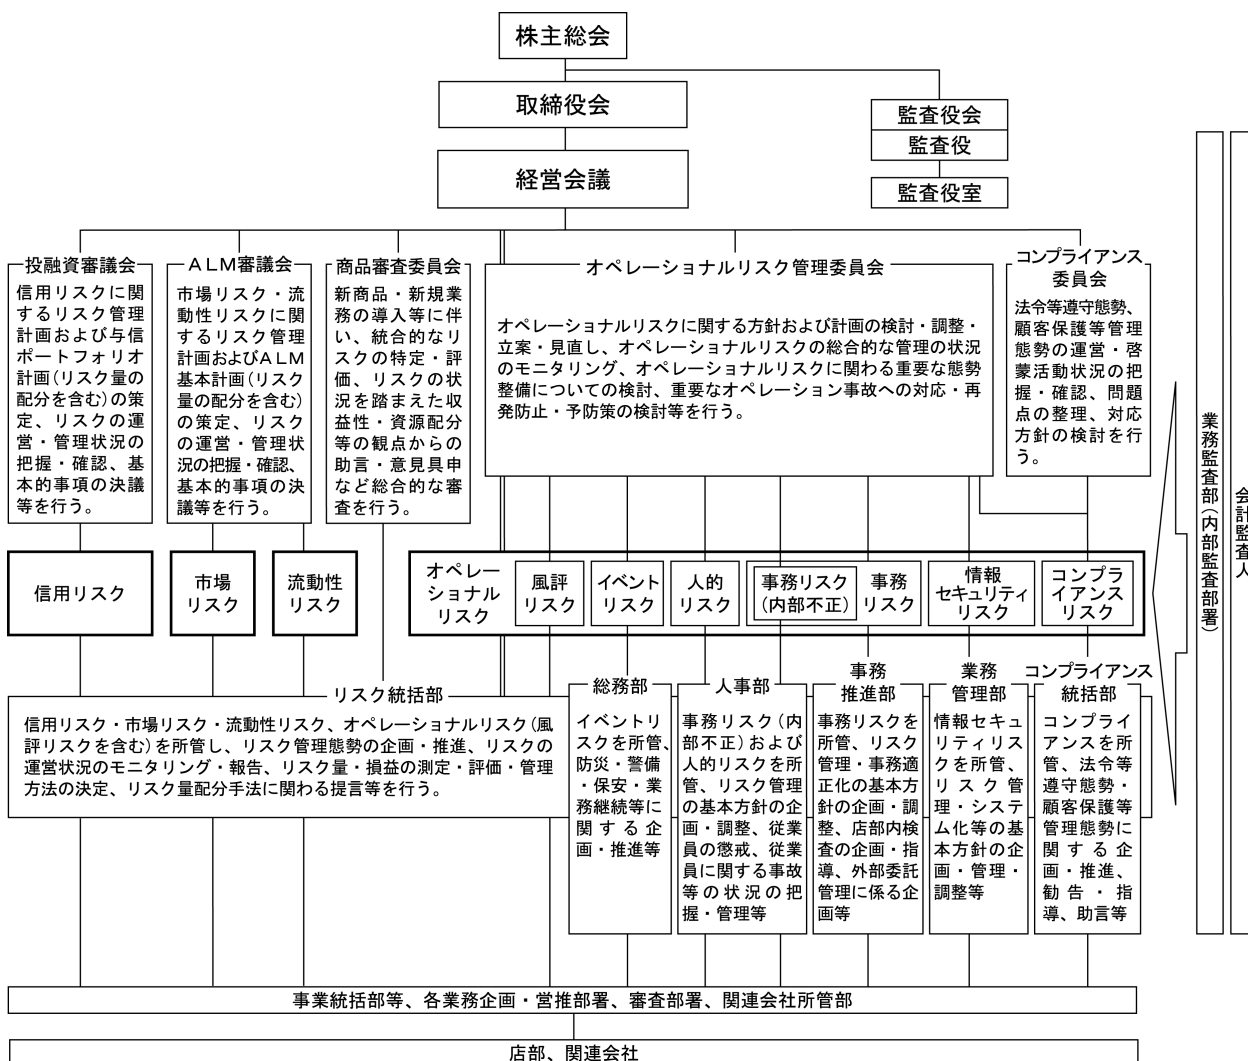 株主総会
取締役会
監査役会
監査役
経営会議
監査役室
投融資審議会
信用リスクに関
するリスク管理
計画および与信
ポートフォリオ
計画(リスク量の
配分を含む)の策
定、リスクの運
営・管理状況の
把握・確認、基
本的事項の決議
等を行う。
ALM審議会
市場リスク・流
動性リスクに関
するリスク管理
計画およびALM
基本計画(リスク
量の配分を含む)
の策定、リスク
の運営・管理状
況の把握・確認、
基本的事項の決
議等を行う。
商品審査委員会
新商品・新規業
務の導入等に伴
い、統合的なリ
スクの特定・評
価、リスクの状
況を踏まえた収
益性・資源配分
等の観点からの
助言・意見具申
など総合的な審
査を行う。
オペレーショナルリスク管理委員会
オペレーショナルリスクに関する方針および計画の検討・調整・
立案・見直し、オペレーショナルリスクの総合的な管理の状況
のモニタリング、オペレーショナルリスクに関わる重要な態勢
整備についての検討、重要なオペレーション事故への対応・再
発防止・予防策の検討等を行う。
コンプライアンス
委員会
法令等遵守態勢、
顧客保護等管理
態勢の運営・啓
蒙活動状況の把
握・確認、問題
点の整理、対応
方針の検討を行
う。
業務監査部(内部監査部署)
会計監査人
信用リスク
市場
リスク
流動性
リスク
オペレー
ショナル
リスク
風評
リスク
イベント
リスク
人的
リスク
事務リスク
(内部不正)
事務
リスク
情報
セキュリティ
リスク
コンプラ
イアンス
リスク
リスク統括部
信用リスク・市場リスク・流動性リスク、オペレーショナルリスク(風
評リスクを含む)を所管し、リスク管理態勢の企画・推進、リスクの
運営状況のモニタリング・報告、リスク量・損益の測定・評価・管理
方法の決定、リスク量配分手法に関わる提言等を行う。
総務部
イベントリ
スクを所管、
防災・警備
・保安・業
務継続等に
関する企
画・推進等
人事部
事務リスク(内
部不正)および
人的リスクを所
管、リスク管理
の基本方針の企
画・調整、従業
員の懲戒、従業
員に関する事故
等の状況の把
握・管理等
事務
推進部
事務リスクを
所管、リスク
管理・事務適
正化の基本方
針の企画・調
整、店部内検
査の企画・指
導、外部委託
管理に係る企
画等
業務
管理部
情報セキュ
リティリス
クを所管、
リスク管
理・システ
ム化等の基
本方針の企
画・管理・
調整等
コンプライアンス
統括部
コンプライ
アンスを所
管、法令等
遵守態勢・
顧客保護等
管理態勢に
関する企
画・推進、
勧告・指
導、助言等
事業統括部等、各業務企画・営推部署、審査部署、関連会社所管部
店部、関連会社